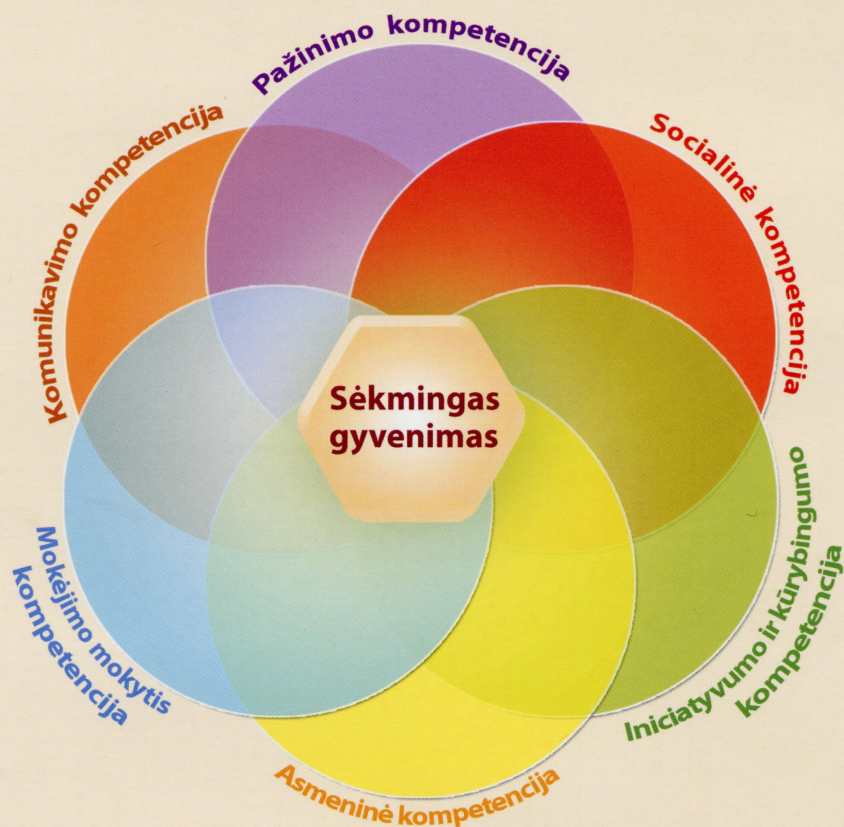 Pažinimo kompetencija
Socialinė kompetencija
Iniciatyvumo ir kūrybingumo
kompetencija
Asmeninė kompetencija
Mokėjimo mokytis
kompetencija
Komunikavimo kompetencija
Sėkmingas
gyvenimas